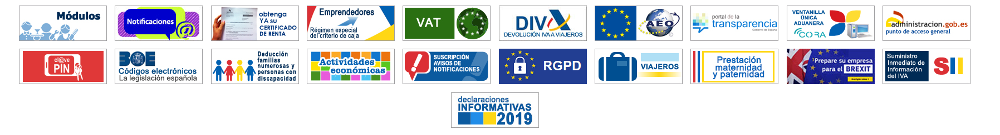 Módulos
Notificaciones
@
obtenga
YA su
CERTIFICADO
DE RENTA
Emprendedores
Régimen especial
del criterio de caja
VAT
DIVA
DEVOLUCIÓN IVA A VIAJEROS
AEO
portal de la
transparencia
Gobierno de España
VENTANILLA
ÚNICA
ADUANERA
CORA
administracion.gob.es
punto de acceso general
cl@ve
PIN
BOE
Códigos electrónicos
La legislación española
Deducción
familias
numerosas y
personas con
discapacidad
Actividades
económicas
SUSCRIPCIÓN
AVISOS DE
NOTIFICACIONES
RGPD
VIAJEROS
Prestación
maternidad
y paternidad
Prepare su empresa
para el BREXIT
Suministro
Inmediato de
Información
del IVA
SII
declaraciones
INFORMATIVAS
2019